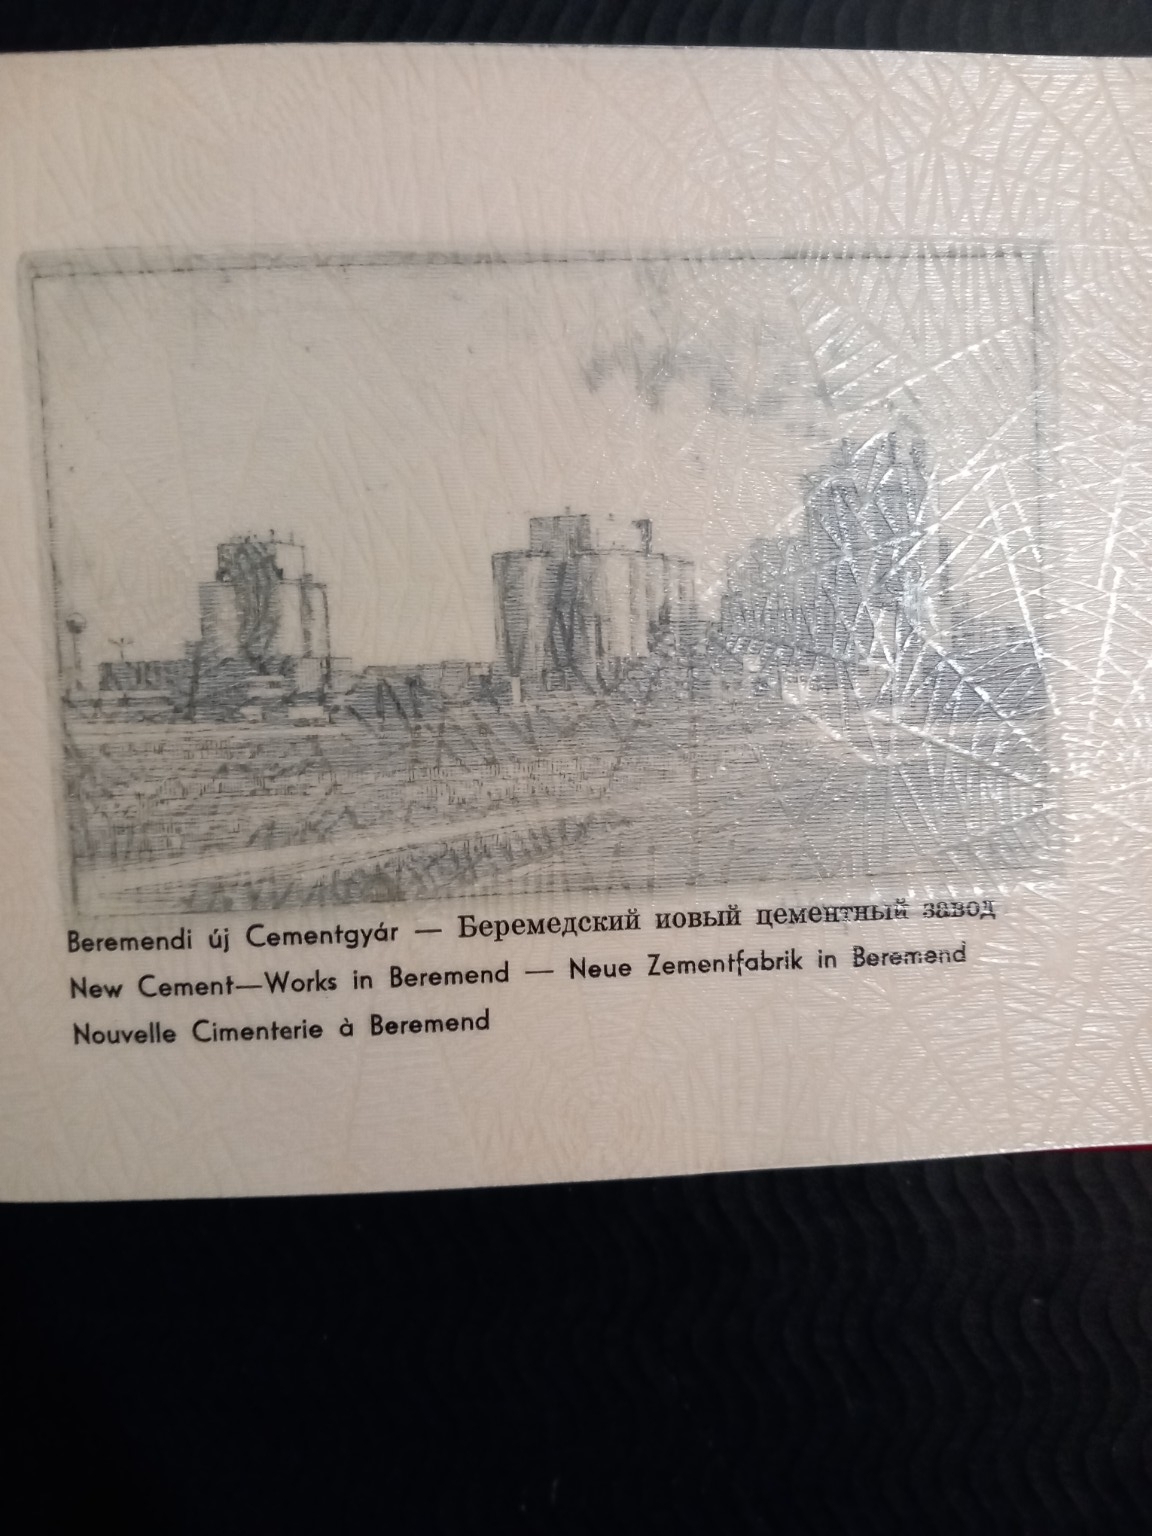 Beremendi új Cementgyár — Беремедский иовый цементный завод
New Cement—Works in Beremend — Neue Zementfabrik in Beremend
Nouvelle Cimenterie à Beremend